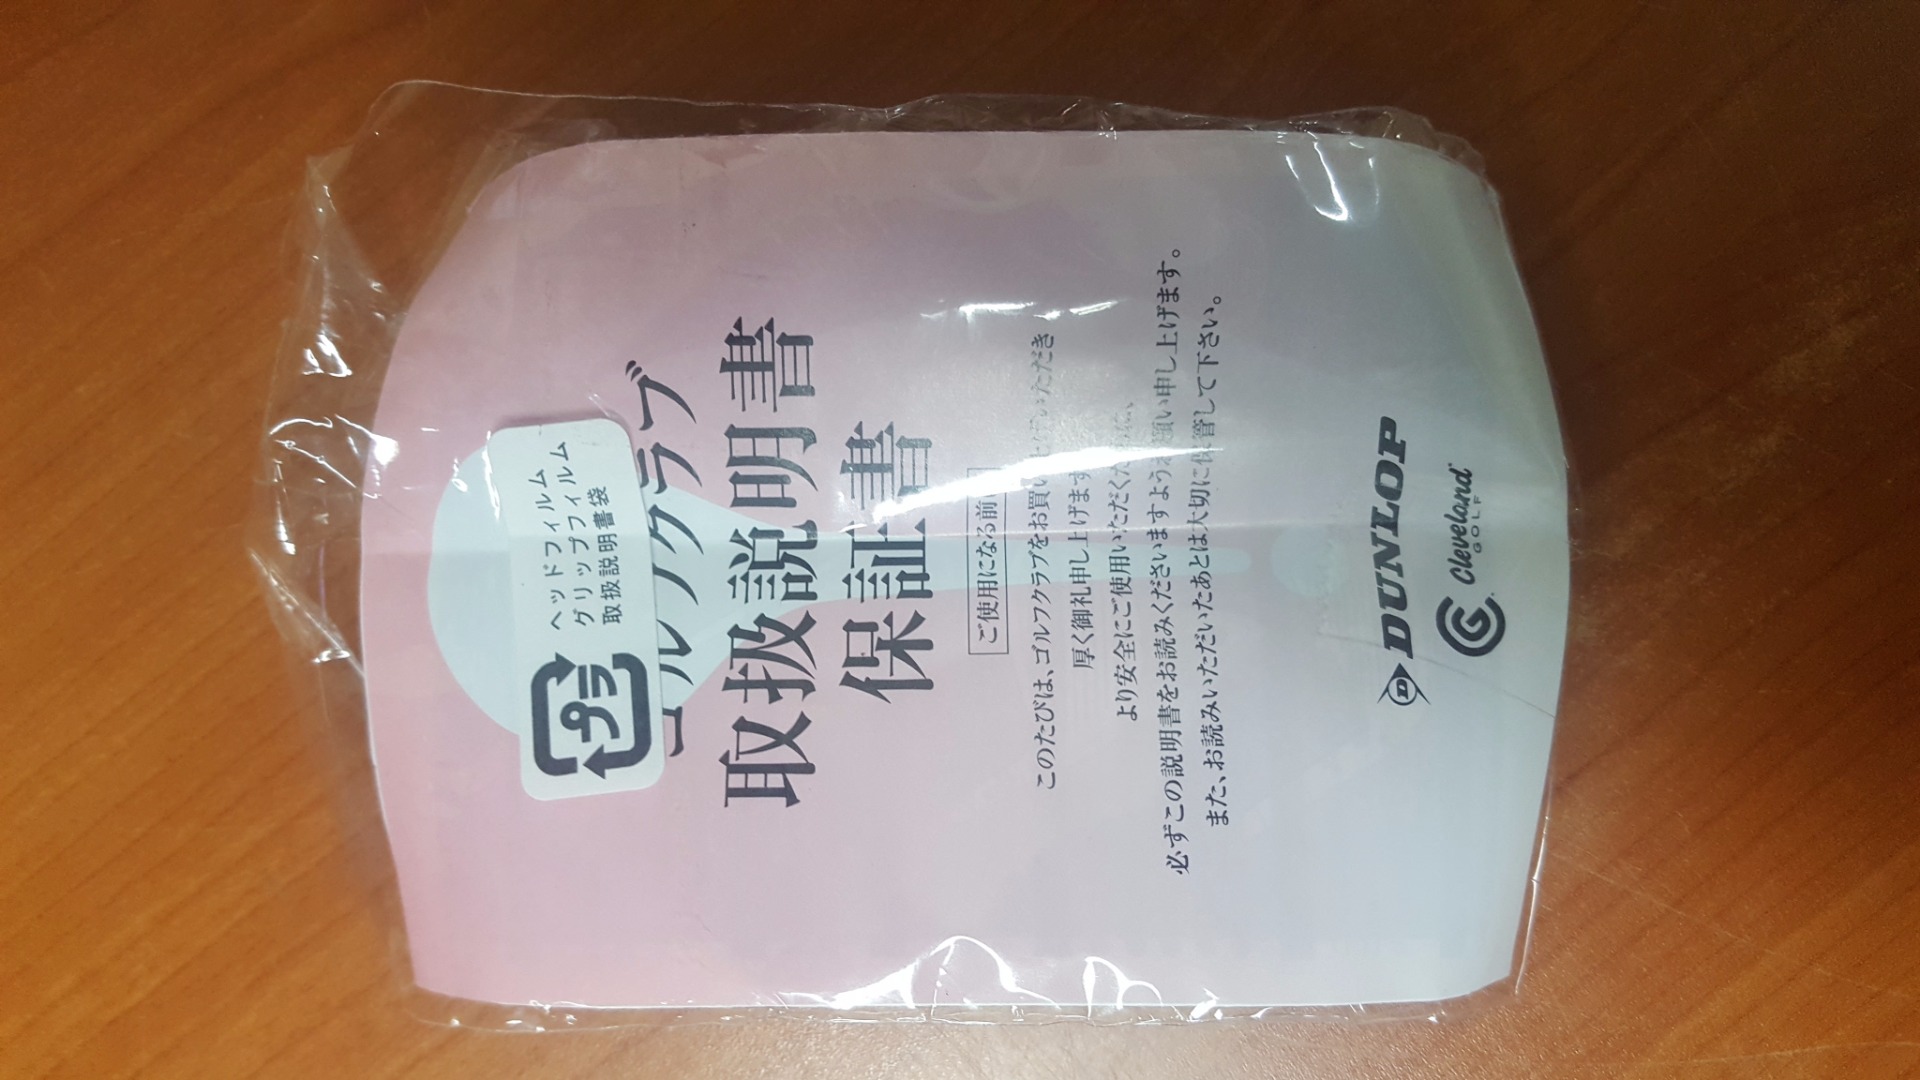 プラ
ヘッドフィルム
グリップフィルム
取扱説明書袋
ゴルフクラブ
取扱説明書
保証書
ご使用になる前
このたびは、ゴルフクラブをお買い いただき
厚く御礼申し上げます
より安全にご使用いただく
必ずこの説明書をお読みくださいますようお願い申し上げます。
また、お読みいただいたあとは大切に保管して下さい。
D DUNLOP
G Cleveland
GOLF